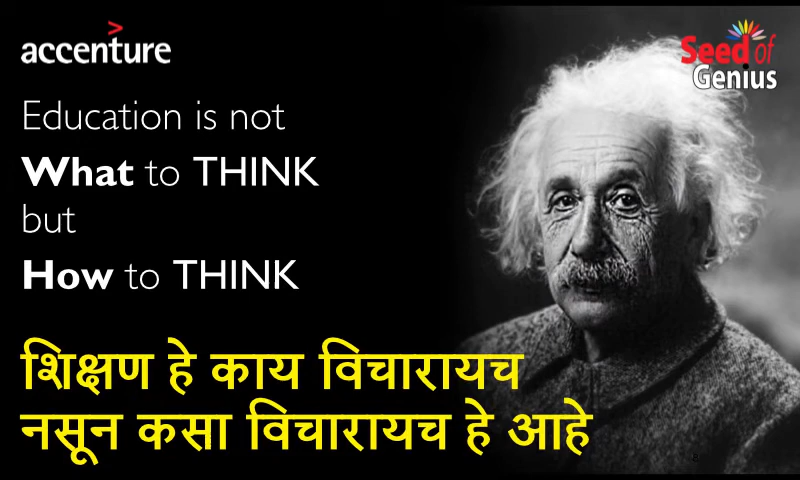 accenture
Seed of
Genius
Education is not
What to THINK
but
How to THINK
शिक्षण हे काय विचारायच
नसून कसा विचारायच हे आहे